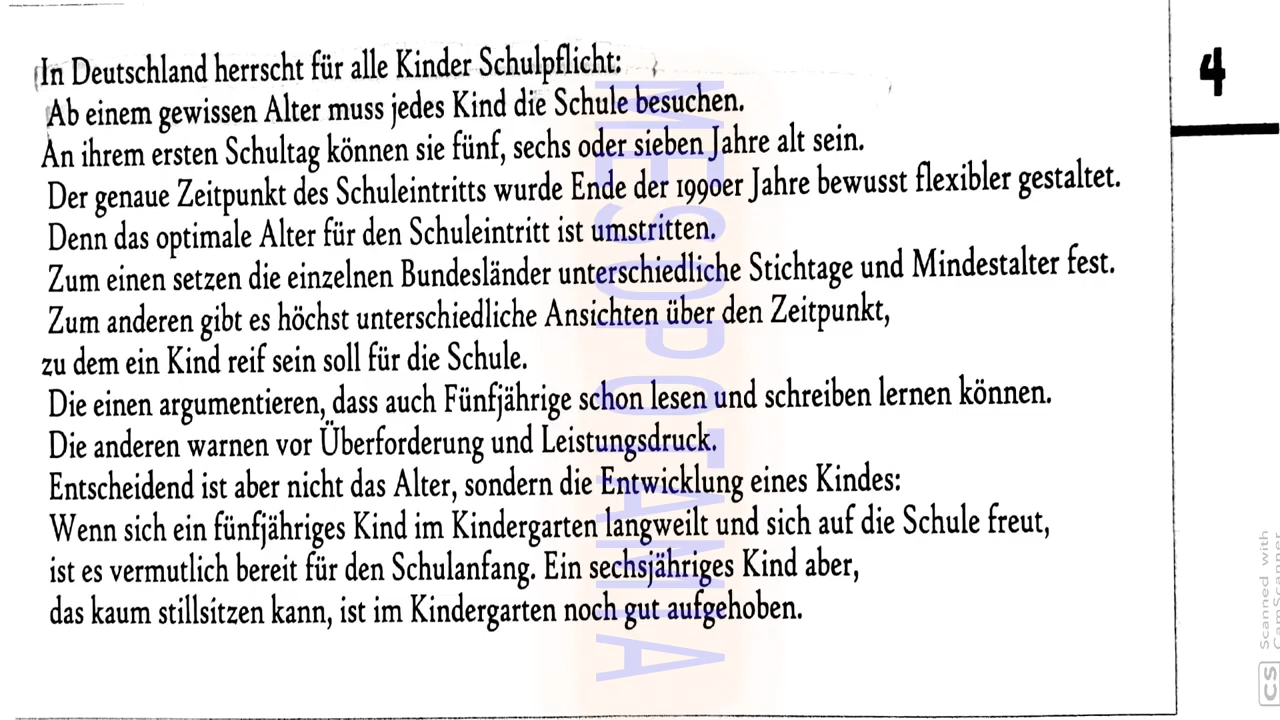 In Deutschland herrscht für alle Kinder Schulpflicht:
Ab einem gewissen Alter muss jedes Kind die Schule besuchen.
An ihrem ersten Schultag können sie fünf, sechs oder sieben Jahre alt sein.
Der genaue Zeitpunkt des Schuleintritts wurde Ende der 1990er Jahre bewusst flexibler gestaltet.
Denn das optimale Alter für den Schuleintritt ist umstritten.
Zum einen setzen die einzelnen Bundesländer unterschiedliche Stichtage und Mindestalter fest.
Zum anderen gibt es höchst unterschiedliche Ansichten über den Zeitpunkt,
zu dem ein Kind reif sein soll für die Schule.
Die einen argumentieren, dass auch Fünfjährige schon lesen und schreiben lernen können.
Die anderen warnen vor Überforderung und Leistungsdruck.
Entscheidend ist aber nicht das Alter, sondern die Entwicklung eines Kindes:
Wenn sich ein fünfjähriges Kind im Kindergarten langweilt und sich auf die Schule freut,
ist es vermutlich bereit für den Schulanfang. Ein sechsjähriges Kind aber,
das kaum stillsitzen kann, ist im Kindergarten noch gut aufgehoben.
4
MESOPOTAMIA
CS Scanned with
CamScanner